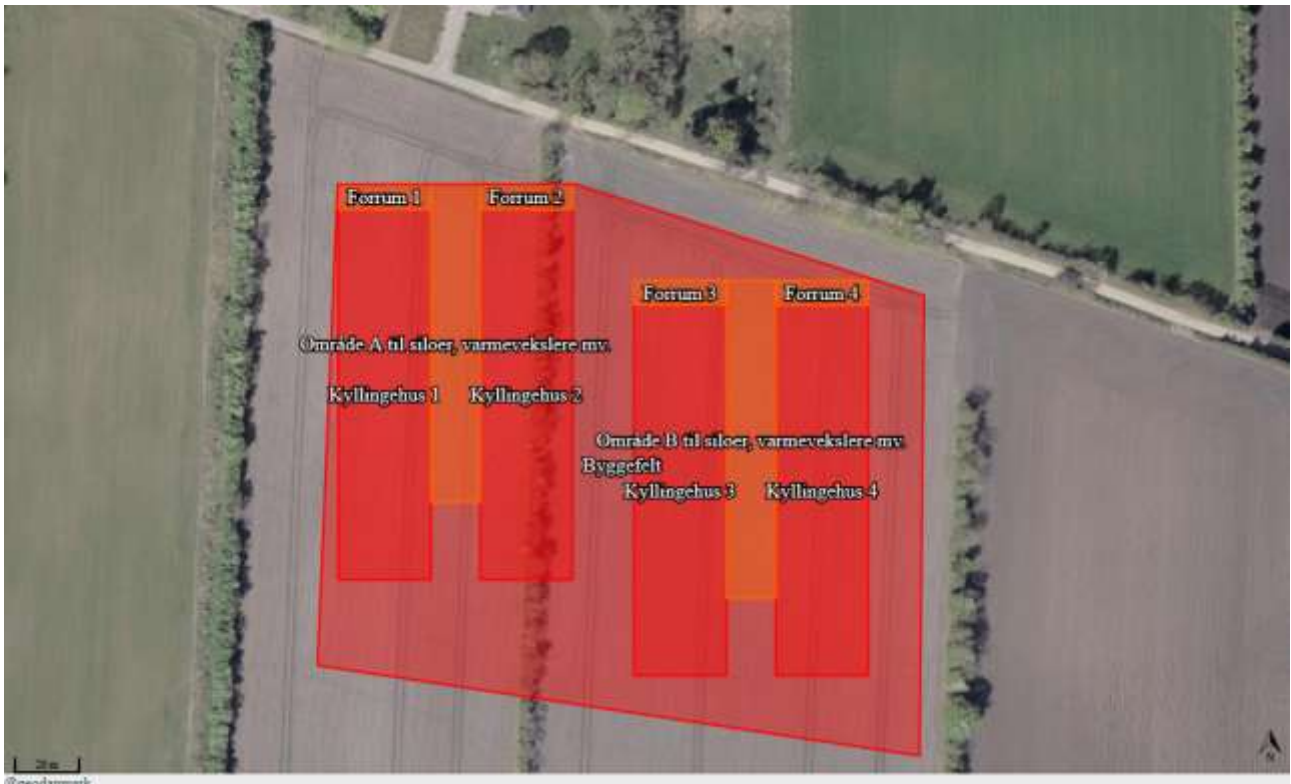 Forrum 1
Forrum 2
Forrum 3
Forrum 4
Område A til siloer, varmevekslere mv.
Kyllingehus 1
Kyllingehus 2
Område B til siloer, varmevekslere mv
Byggefelt
Kyllingehus 3
Kyllingehus 4
20 m
N